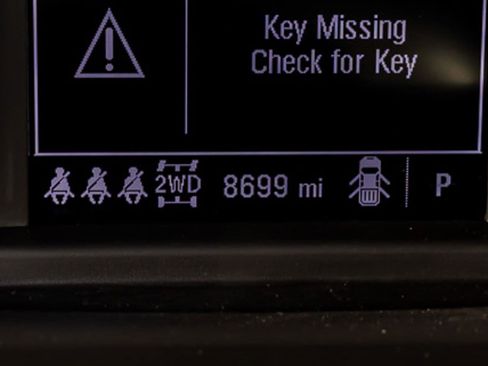 Key Missing
Check for Key
2WD 8699 mi P